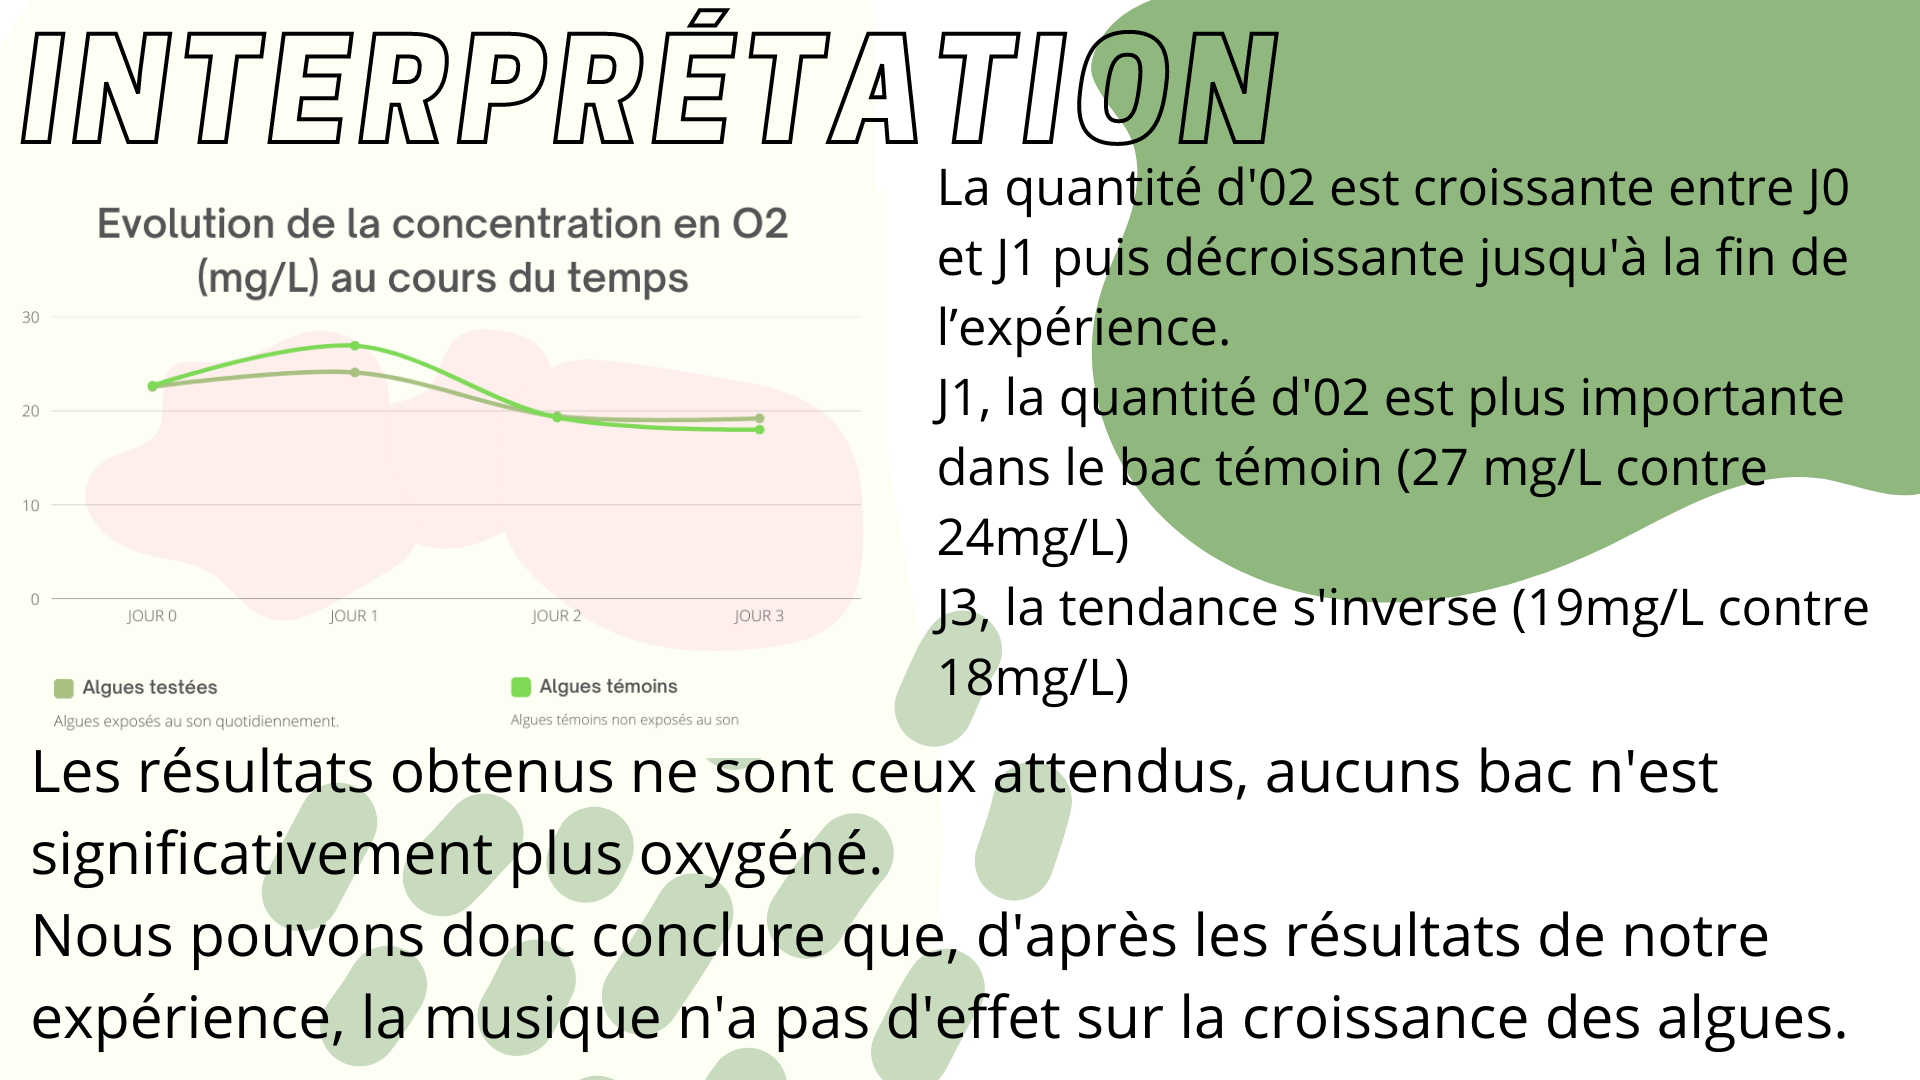 INTERPRÉTATION
Evolution de la concentration en O2
(mg/L) au cours du temps
30
20
10
0
JOUR 0
JOUR 1
JOUR 2
JOUR 3
Algues testées
Algues exposés au son quotidiennement.
Algues témoins
Algues témoins non exposés au son
La quantité d'02 est croissante entre J0
et J1 puis décroissante jusqu'à la fin de
l’expérience.
J1, la quantité d'02 est plus importante
dans le bac témoin (27 mg/L contre
24mg/L)
J3, la tendance s'inverse (19mg/L contre
18mg/L)
Les résultats obtenus ne sont ceux attendus, aucuns bac n'est
significativement plus oxygéné.
Nous pouvons donc conclure que, d'après les résultats de notre
expérience, la musique n'a pas d'effet sur la croissance des algues.